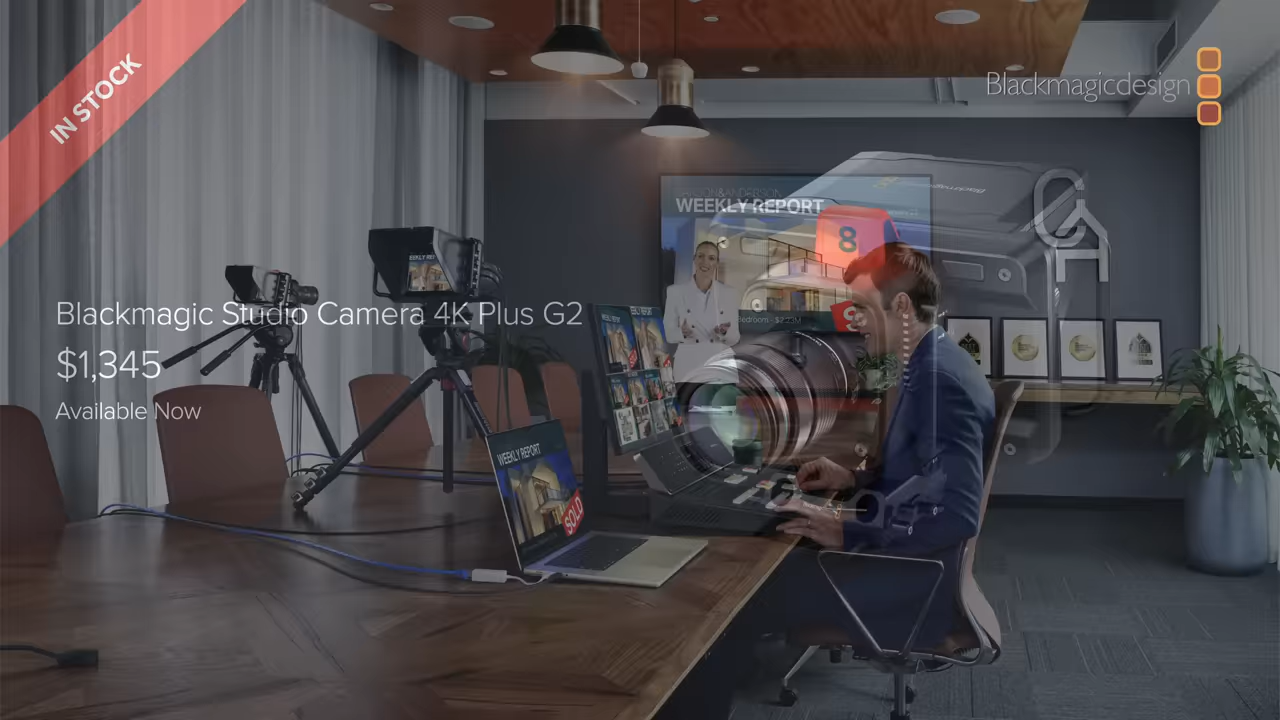 IN STOCK
Blackmagicdesign
WEEKLY REPORT
8
Blackmagic Studio Camera 4K Plus G2
$1,345
Available Now
WEEKLY REPORT
SOLD